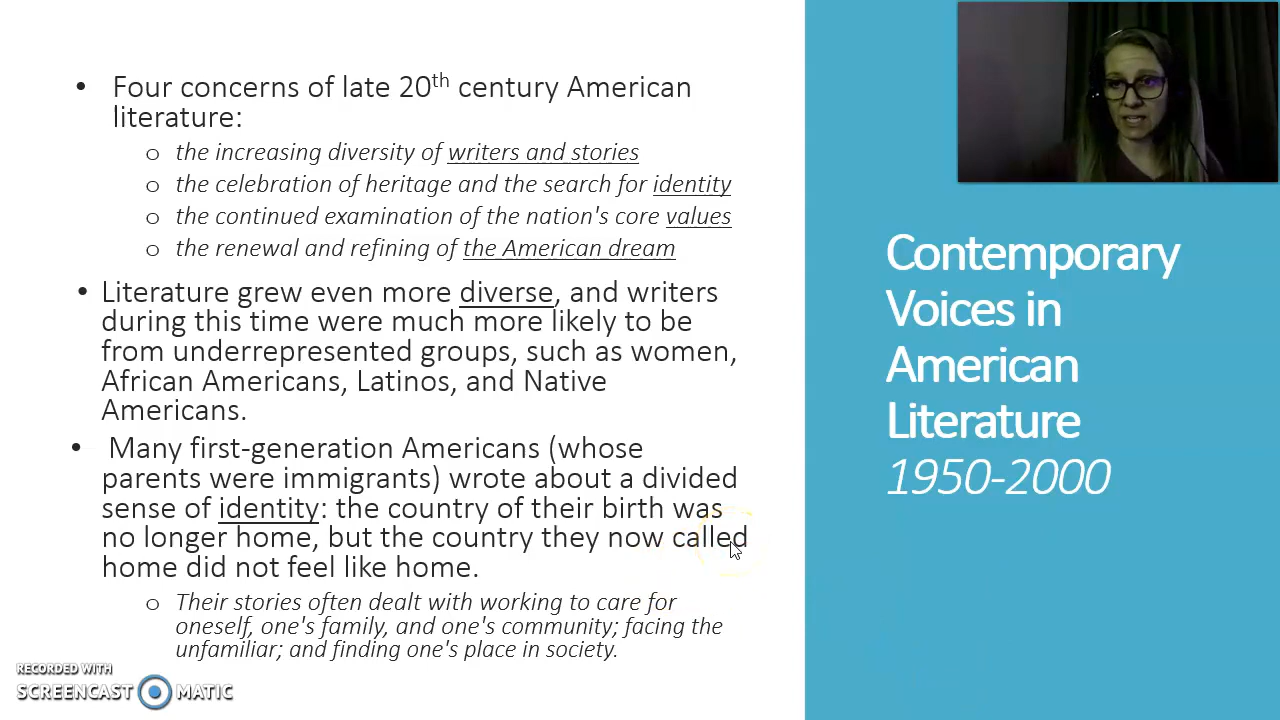 • Four concerns of late 20th century American
literature:
o the increasing diversity of writers and stories
o the celebration of heritage and the search for identity
o the continued examination of the nation's core values
o the renewal and refining of the American dream
• Literature grew even more diverse, and writers
during this time were much more likely to be
from underrepresented groups, such as women,
African Americans, Latinos, and Native
Americans.
• Many first-generation Americans (whose
parents were immigrants) wrote about a divided
sense of identity: the country of their birth was
no longer home, but the country they now called
home did not feel like home.
o Their stories often dealt with working to care for
oneself, one's family, and one's community; facing the
unfamiliar; and finding one's place in society.
RECORDED WITH
SCREENCAST MATIC
Contemporary
Voices in
American
Literature
1950-2000